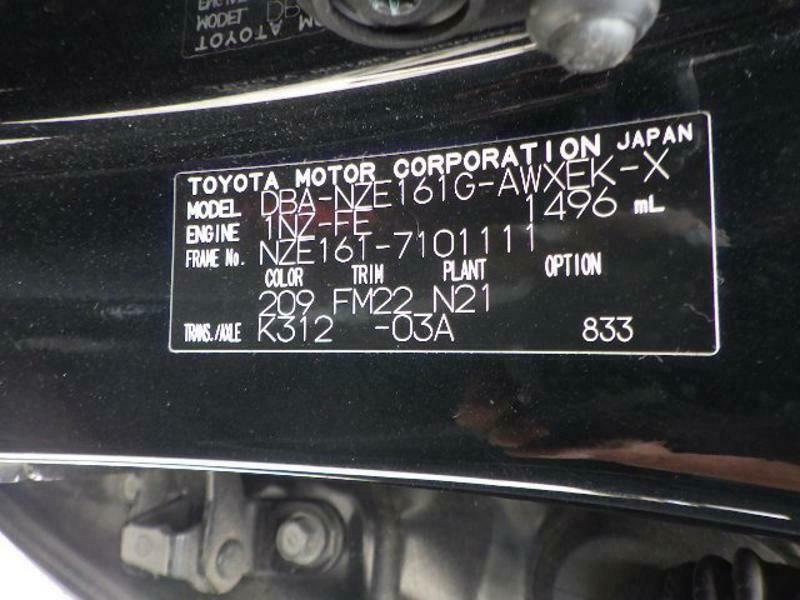 TOYOTA MOTOR CORPORATION JAPAN
MODEL DBA-NZE161G-AWXEK-X
ENGINE 1NZ-FE 1496 mL
FRAME No. NZE161-7101111
COLOR TRIM PLANT OPTION
209 FM22 N21
TRANS./AXLE K312 -03A 833